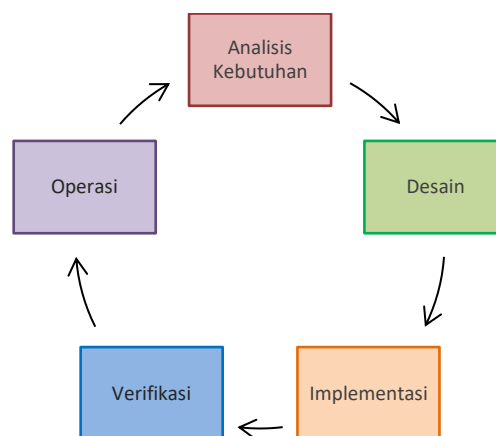 Analisis
Kebutuhan
Desain
Implementasi
Verifikasi
Operasi